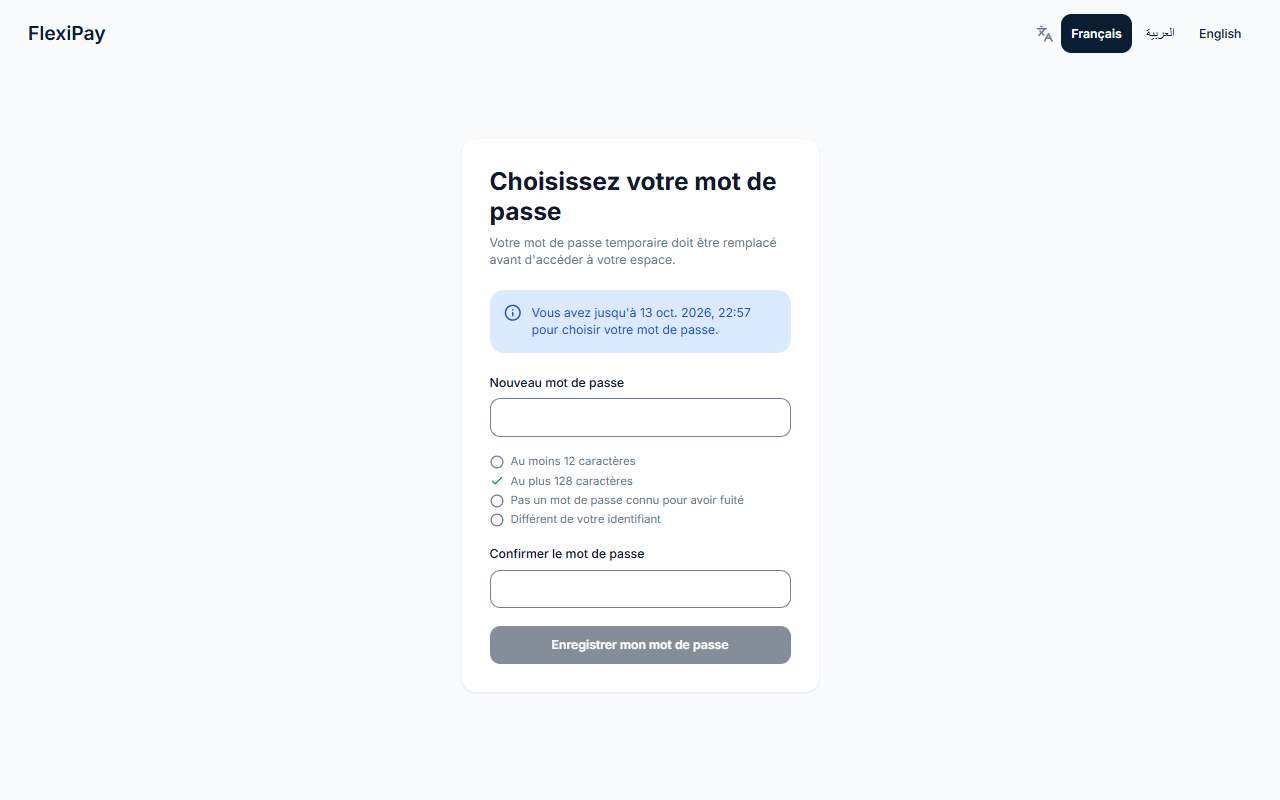 FlexiPay
Français
العربية
English
Choisissez votre mot de
passe
Votre mot de passe temporaire doit être remplacé
avant d'accéder à votre espace.
Vous avez jusqu'à 13 oct. 2026, 22:57
pour choisir votre mot de passe.
Nouveau mot de passe
Au moins 12 caractères
Au plus 128 caractères
Pas un mot de passe connu pour avoir fuité
Différent de votre identifiant
Confirmer le mot de passe
Enregistrer mon mot de passe